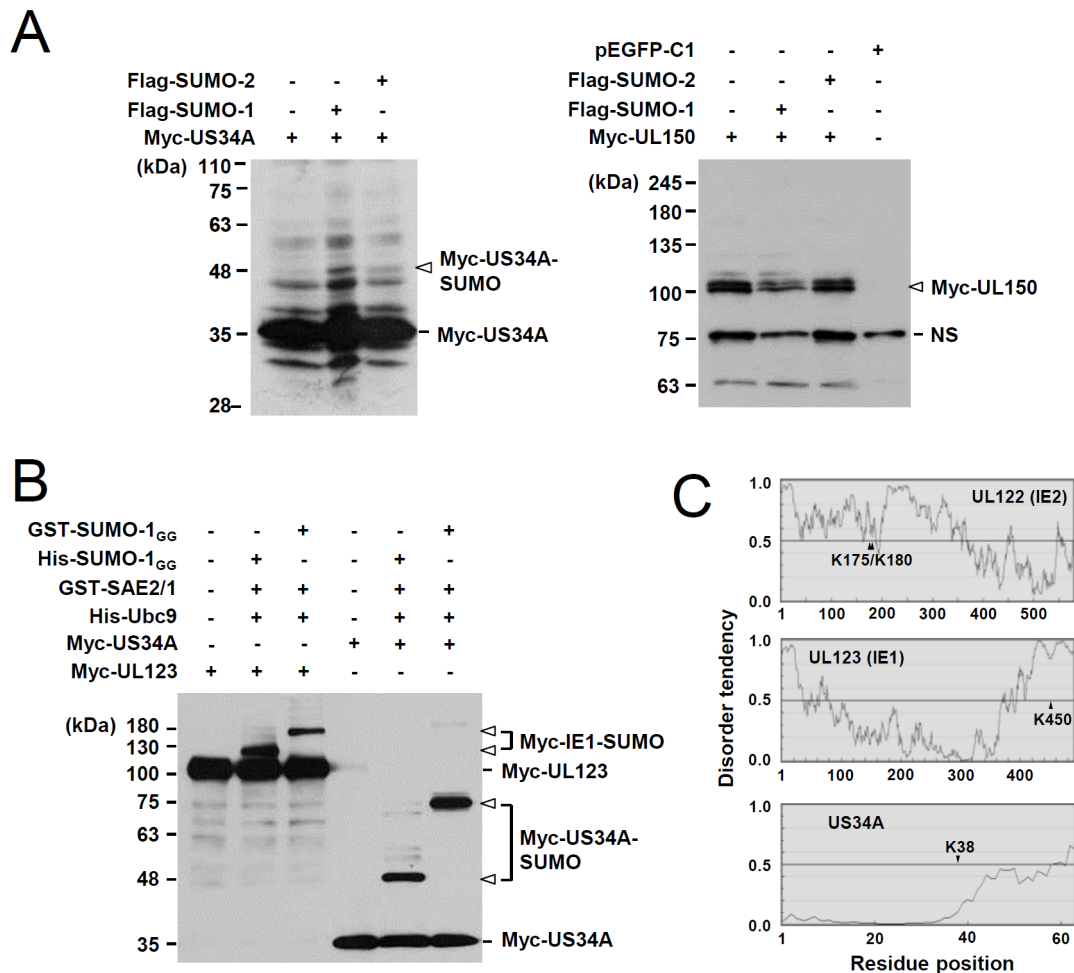 A
Flag-SUMO-2 - - +
Flag-SUMO-1 - + -
Myc-US34A + + +
(kDa)
110
75
63
48
35
28
Myc-US34A-
SUMO
Myc-US34A
pEGFP-C1 - - - +
Flag-SUMO-2 - - + -
Flag-SUMO-1 - + - -
Myc-UL150 + + + -
(kDa)
245
180
135
100
75
63
Myc-UL150
NS
B
GST-SUMO-1GG - - + - - +
His-SUMO-1GG - + - - + -
GST-SAE2/1 - + + - + +
His-Ubc9 - + + - + +
Myc-US34A - - - + + +
Myc-UL123 + + + - - -
(kDa)
180
130
100
75
63
48
35
Myc-IE1-SUMO
Myc-UL123
Myc-US34A-
SUMO
Myc-US34A
C
Disorder tendency
1.0
0.5
0.0
UL122 (IE2)
K175/K180
1 100 200 300 400 500
1.0
0.5
0.0
UL123 (IE1)
K450
1 100 200 300 400
1.0
0.5
0.0
US34A
K38
1 20 40 60
Residue position